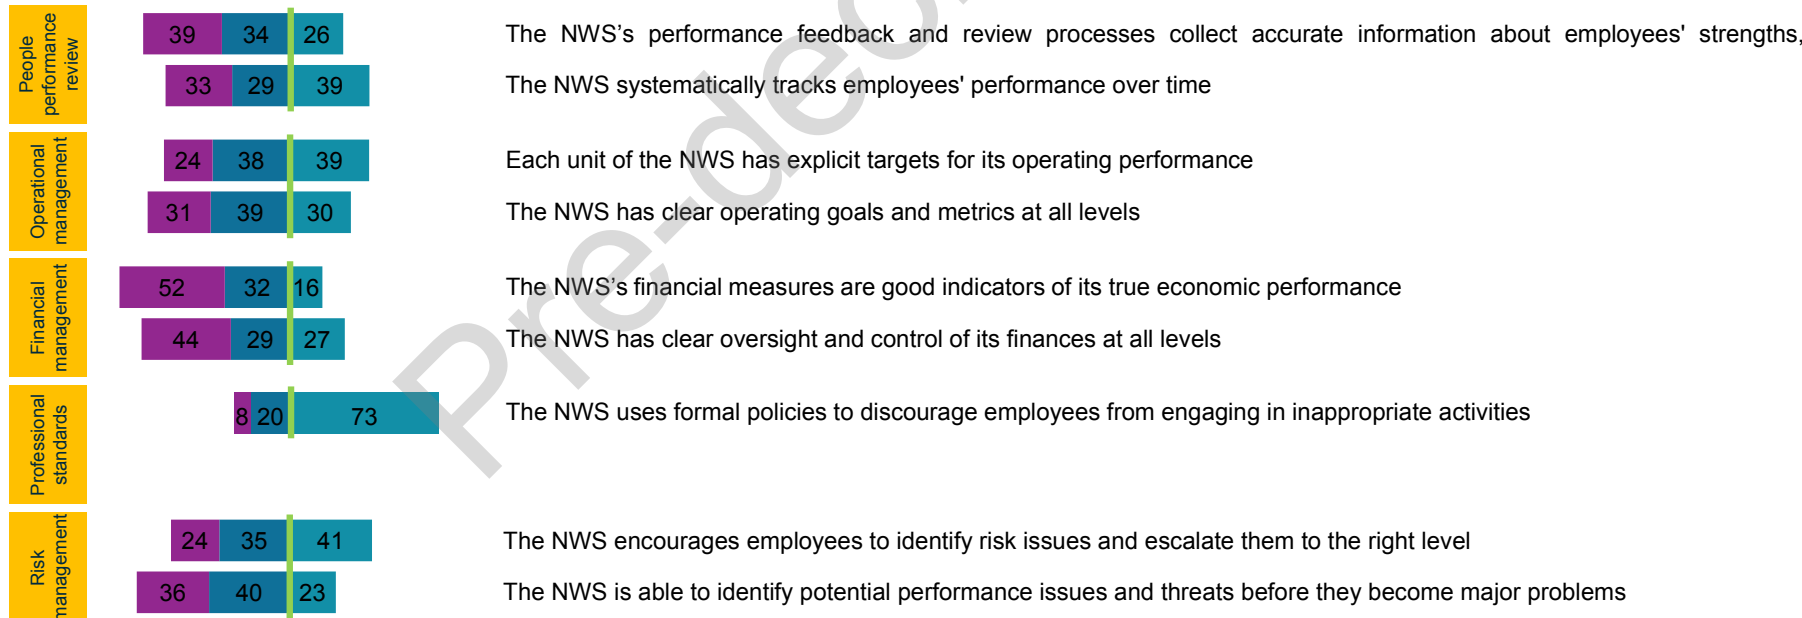 People
performance
review
39 34 26
The NWS's performance feedback and review processes collect accurate information about employees' strengths,
33 29 39
The NWS systematically tracks employees' performance over time
Operational
management
24 38 39
Each unit of the NWS has explicit targets for its operating performance
31 39 30
The NWS has clear operating goals and metrics at all levels
Financial
management
52 32 16
The NWS’s financial measures are good indicators of its true economic performance
44 29 27
The NWS has clear oversight and control of its finances at all levels
Professional
standards
8 20 73
The NWS uses formal policies to discourage employees from engaging in inappropriate activities
Risk
management
24 35 41
The NWS encourages employees to identify risk issues and escalate them to the right level
36 40 23
The NWS is able to identify potential performance issues and threats before they become major problems